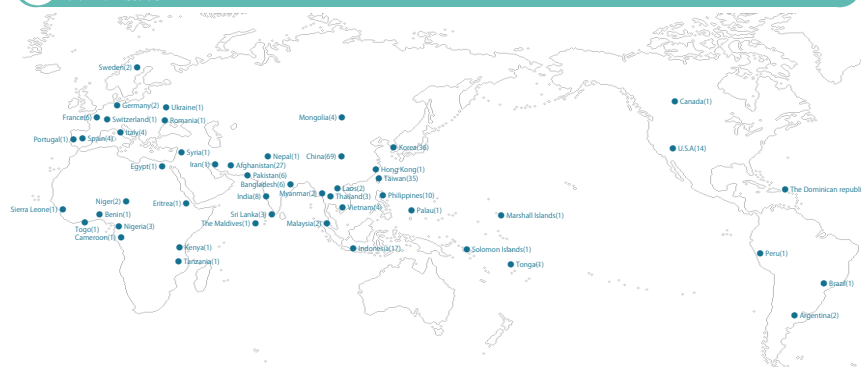 Sweden(2)
Germany(2)
Ukraine(1)
France(6)
Switzerland(1)
Romania(1)
Italy(4)
Portugal(1)
Spain(4)
Mongolia(4)
Korea(36)
Canada(1)
U.S.A(14)
Syria(1)
Iran(1)
Afghanistan(27)
Nepal(1)
China(69)
Egypt(1)
Pakistan(6)
Bangladesh(6)
Hong Kong(1)
Taiwan(35)
India(8)
Myanmar(2)
Laos(2)
Thailand(3)
Vietnam(4)
Philippines(10)
The Dominican republi
Niger(2)
Eritrea(1)
Sierra Leone(1)
Benin(1)
Togo(1)
Nigeria(3)
Cameroon(1)
Sri Lanka(3)
The Maldives(1)
Malaysia(2)
Palau(1)
Marshall Islands(1)
Kenya(1)
Tanzania(1)
Indonesia(17)
Solomon Islands(1)
Tonga(1)
Peru(1)
Brazil(1)
Argentina(2)